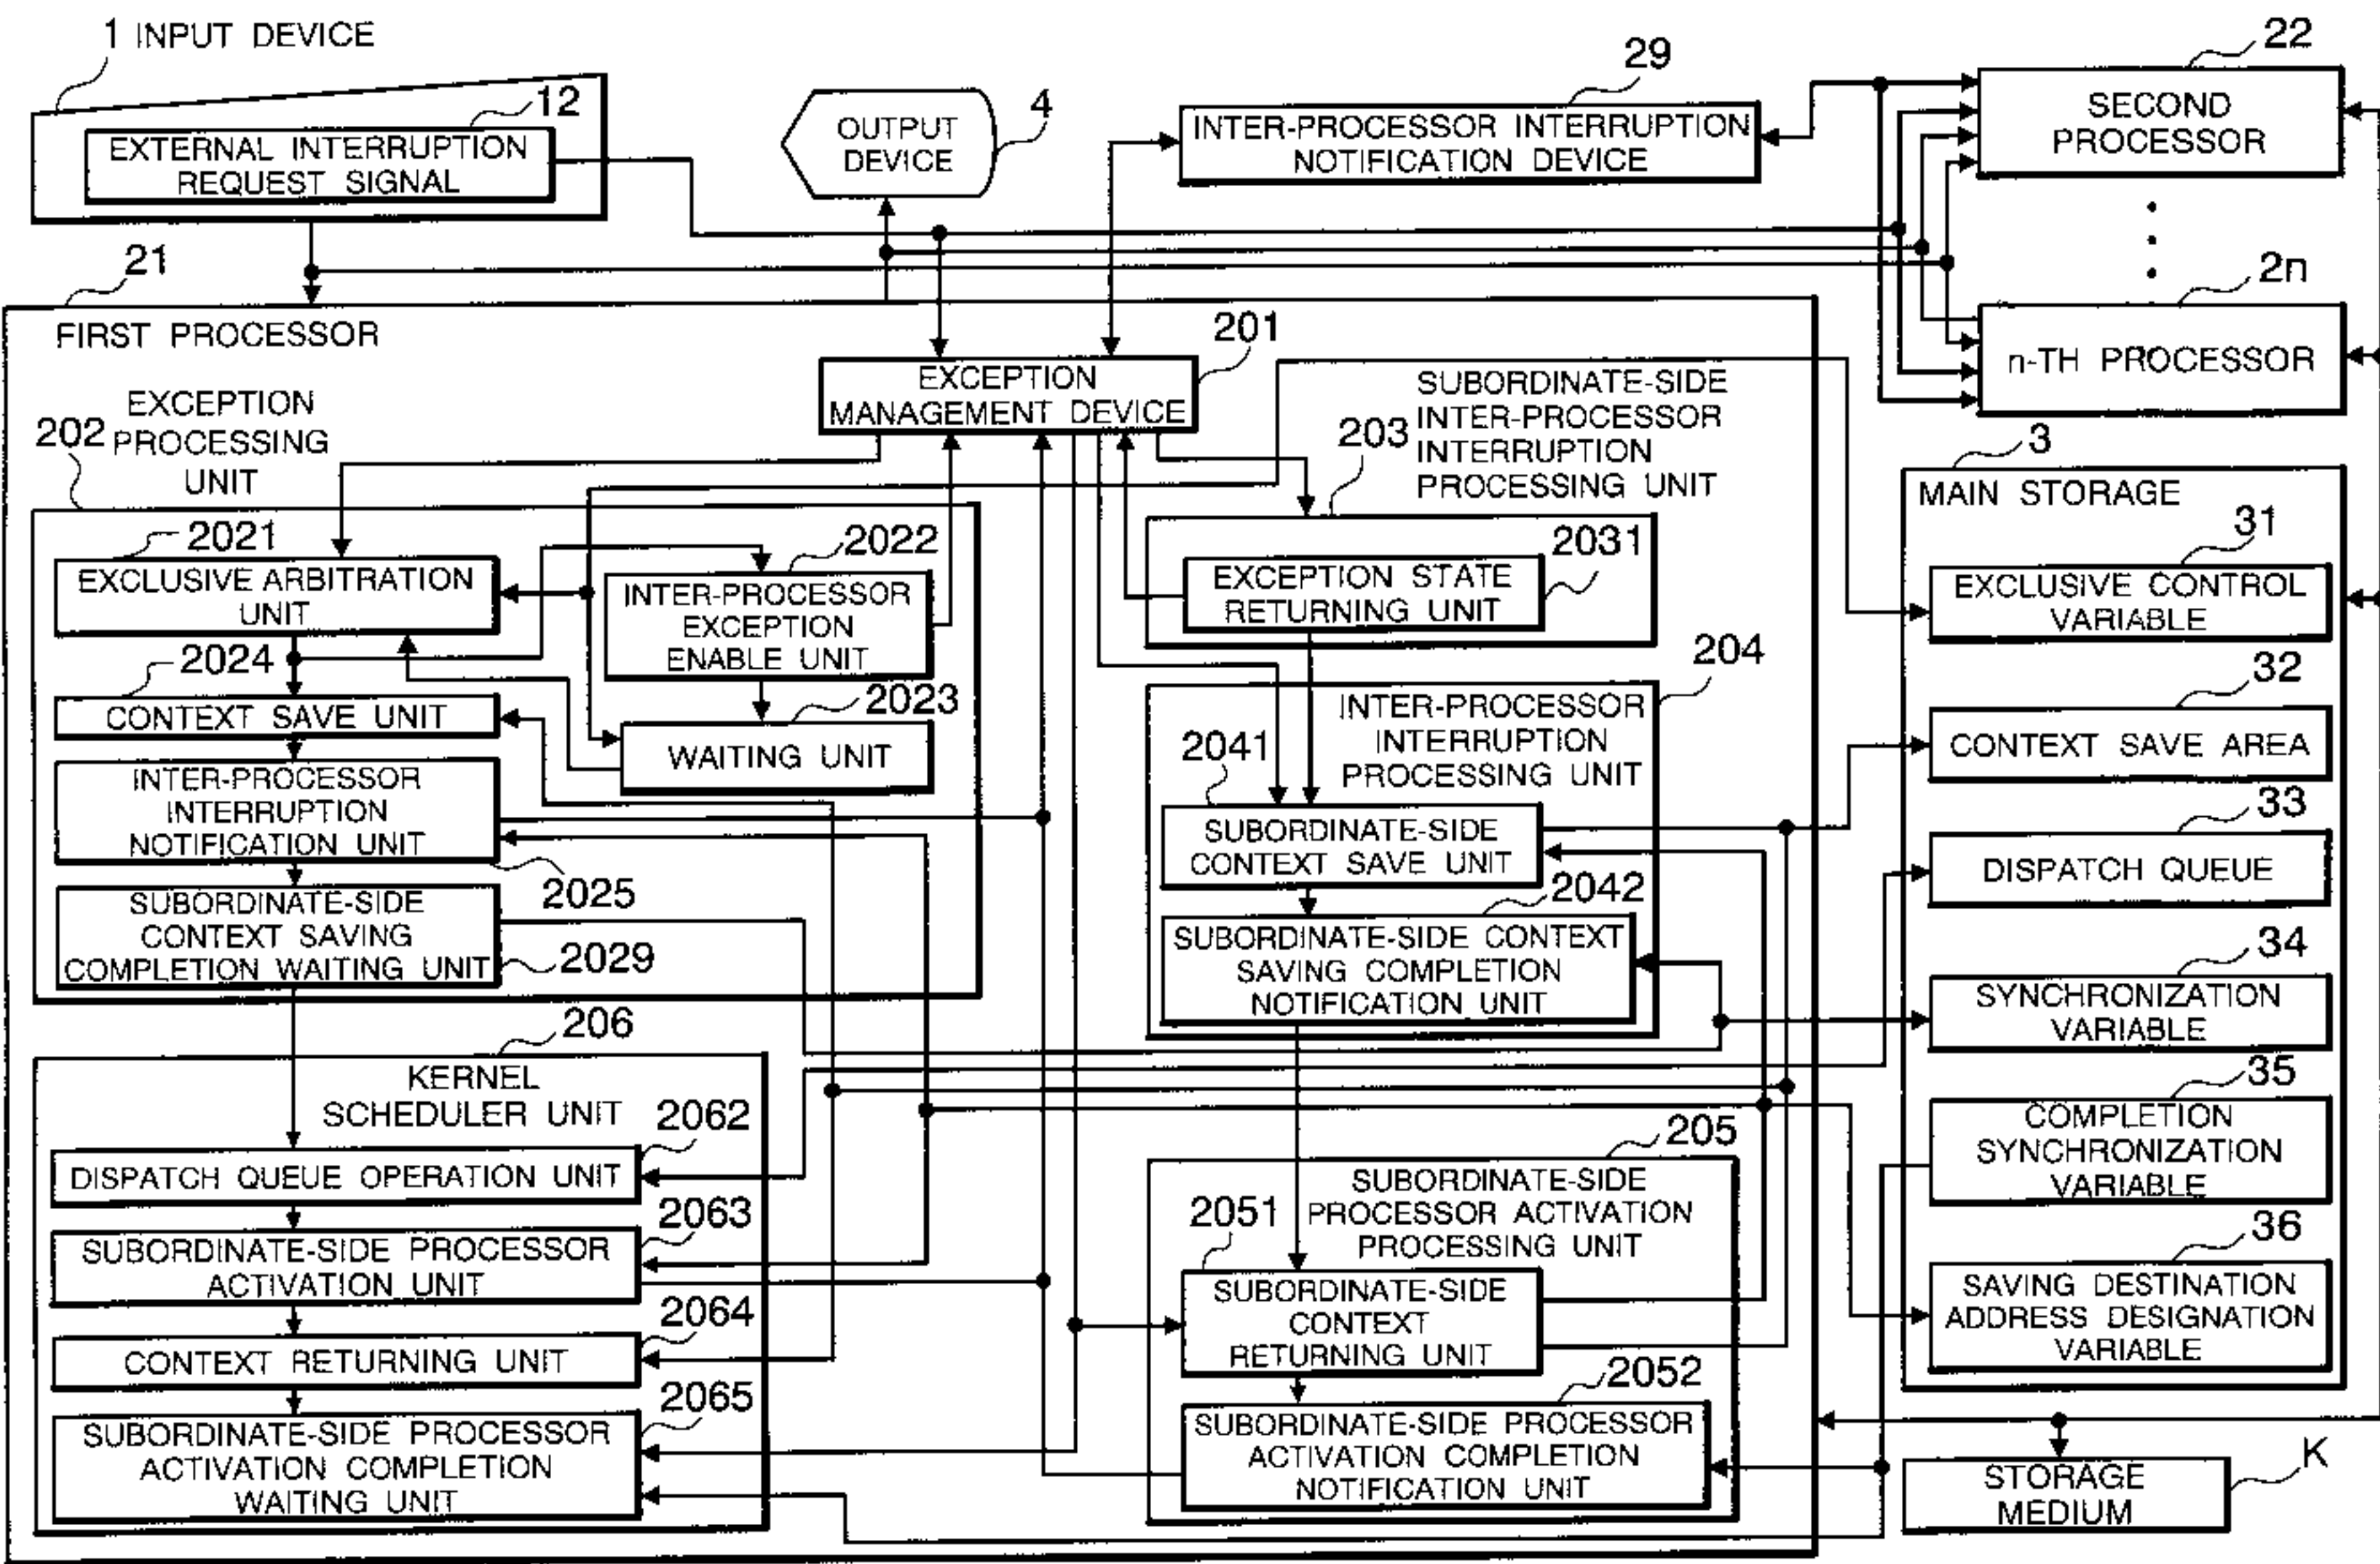 1 INPUT DEVICE
12
EXTERNAL INTERRUPTION
REQUEST SIGNAL
OUTPUT
DEVICE
4
29
INTER-PROCESSOR INTERRUPTION
NOTIFICATION DEVICE
22
SECOND
PROCESSOR
2n
n-TH PROCESSOR
21
FIRST PROCESSOR
201
EXCEPTION
MANAGEMENT DEVICE
202
EXCEPTION
PROCESSING
UNIT
2021
EXCLUSIVE ARBITRATION
UNIT
2022
INTER-PROCESSOR
EXCEPTION
ENABLE UNIT
2023
WAITING UNIT
2024
CONTEXT SAVE UNIT
INTER-PROCESSOR
INTERRUPTION
NOTIFICATION UNIT
2025
SUBORDINATE-SIDE
CONTEXT SAVING
COMPLETION WAITING UNIT
2029
203
SUBORDINATE-SIDE
INTER-PROCESSOR
INTERRUPTION
PROCESSING UNIT
2031
EXCEPTION STATE
RETURNING UNIT
204
INTER-PROCESSOR
INTERRUPTION
PROCESSING UNIT
2041
SUBORDINATE-SIDE
CONTEXT SAVE UNIT
2042
SUBORDINATE-SIDE CONTEXT
SAVING COMPLETION
NOTIFICATION UNIT
206
KERNEL
SCHEDULER UNIT
2062
DISPATCH QUEUE OPERATION UNIT
2063
SUBORDINATE-SIDE PROCESSOR
ACTIVATION UNIT
2064
CONTEXT RETURNING UNIT
2065
SUBORDINATE-SIDE PROCESSOR
ACTIVATION COMPLETION
WAITING UNIT
205
SUBORDINATE-SIDE
PROCESSOR ACTIVATION
PROCESSING UNIT
2051
SUBORDINATE-SIDE
CONTEXT
RETURNING UNIT
2052
SUBORDINATE-SIDE PROCESSOR
ACTIVATION COMPLETION
NOTIFICATION UNIT
3
MAIN STORAGE
31
EXCLUSIVE CONTROL
VARIABLE
32
CONTEXT SAVE AREA
33
DISPATCH QUEUE
34
SYNCHRONIZATION
VARIABLE
35
COMPLETION
SYNCHRONIZATION
VARIABLE
36
SAVING DESTINATION
ADDRESS DESIGNATION
VARIABLE
K
STORAGE
MEDIUM